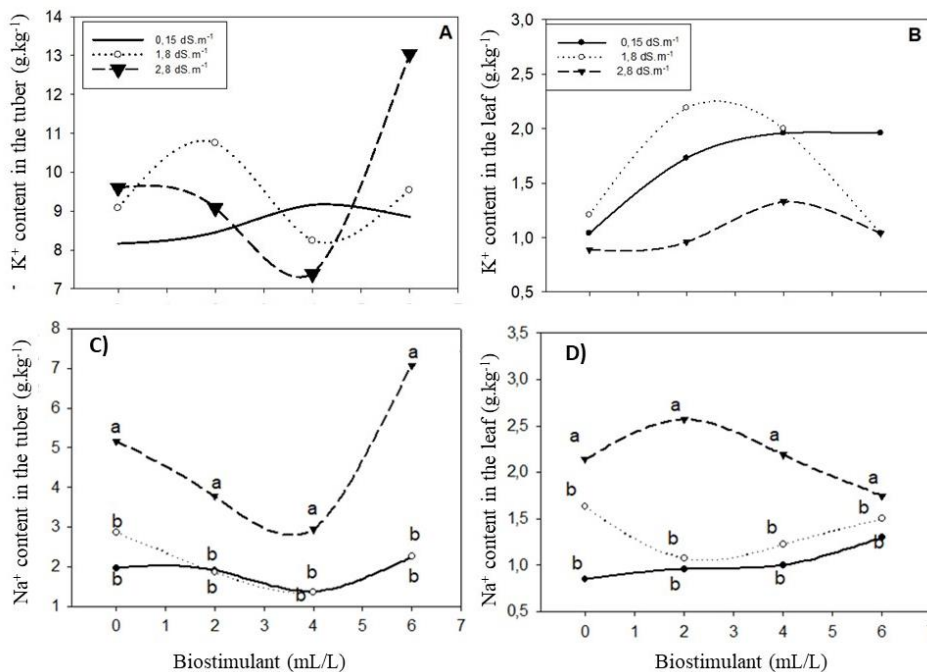 K⁺ content in the tuber (g.kg⁻¹)
14
13
12
11
10
9
8
7
A
0,15 dS.m⁻¹
1,8 dS.m⁻¹
2,8 dS.m⁻¹
K⁺ content in the leaf (g.kg⁻¹)
3,0
2,5
2,0
1,5
1,0
0,5
B
0,15 dS.m⁻¹
1,8 dS.m⁻¹
2,8 dS.m⁻¹
Na⁺ content in the tuber (g.kg⁻¹)
8
7
6
5
4
3
2
1
C)
a
a
a
a
b
b
b
b
b
b
b
b
0 1 2 3 4 5 6 7
Biostimulant (mL/L)
Na⁺ content in the leaf (g.kg⁻¹)
3,5
3,0
2,5
2,0
1,5
1,0
0,5
D)
a
a
a
a
b
b
b
b
b
b
b
b
0 1 2 3 4 5 6 7
Biostimulant (mL/L)